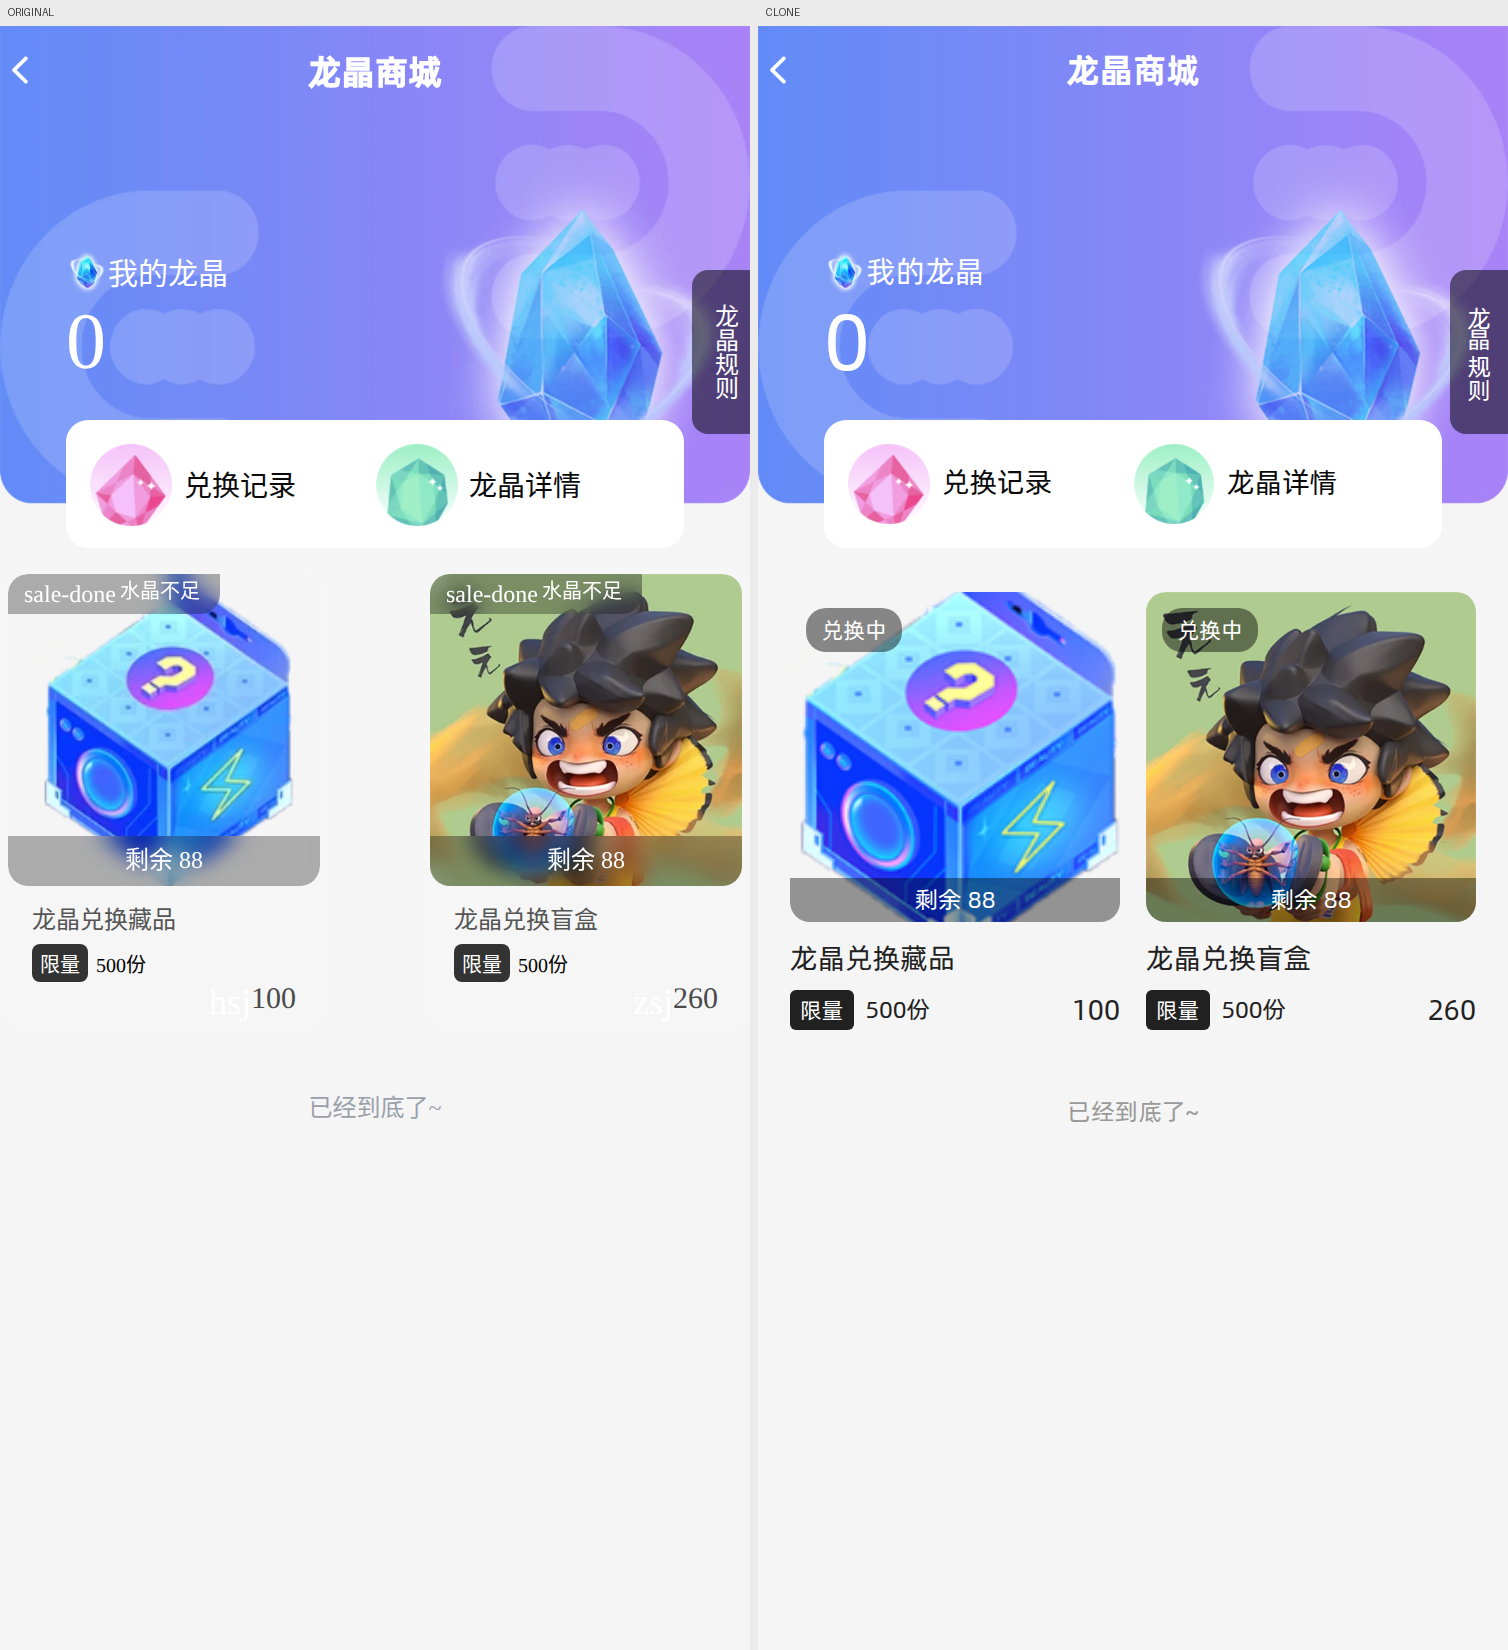 ORIGINAL
龙晶商城
我的龙晶
0
龙晶规则
兑换记录
龙晶详情
sale-done 水晶不足
sale-done 水晶不足
剩余 88
剩余 88
龙晶兑换藏品
龙晶兑换盲盒
限量 500份
限量 500份
hsj100
zsj260
已经到底了~
CLONE
龙晶商城
我的龙晶
0
龙晶规则
兑换记录
龙晶详情
兑换中
兑换中
剩余 88
剩余 88
龙晶兑换藏品
龙晶兑换盲盒
限量 500份 100
限量 500份 260
已经到底了~